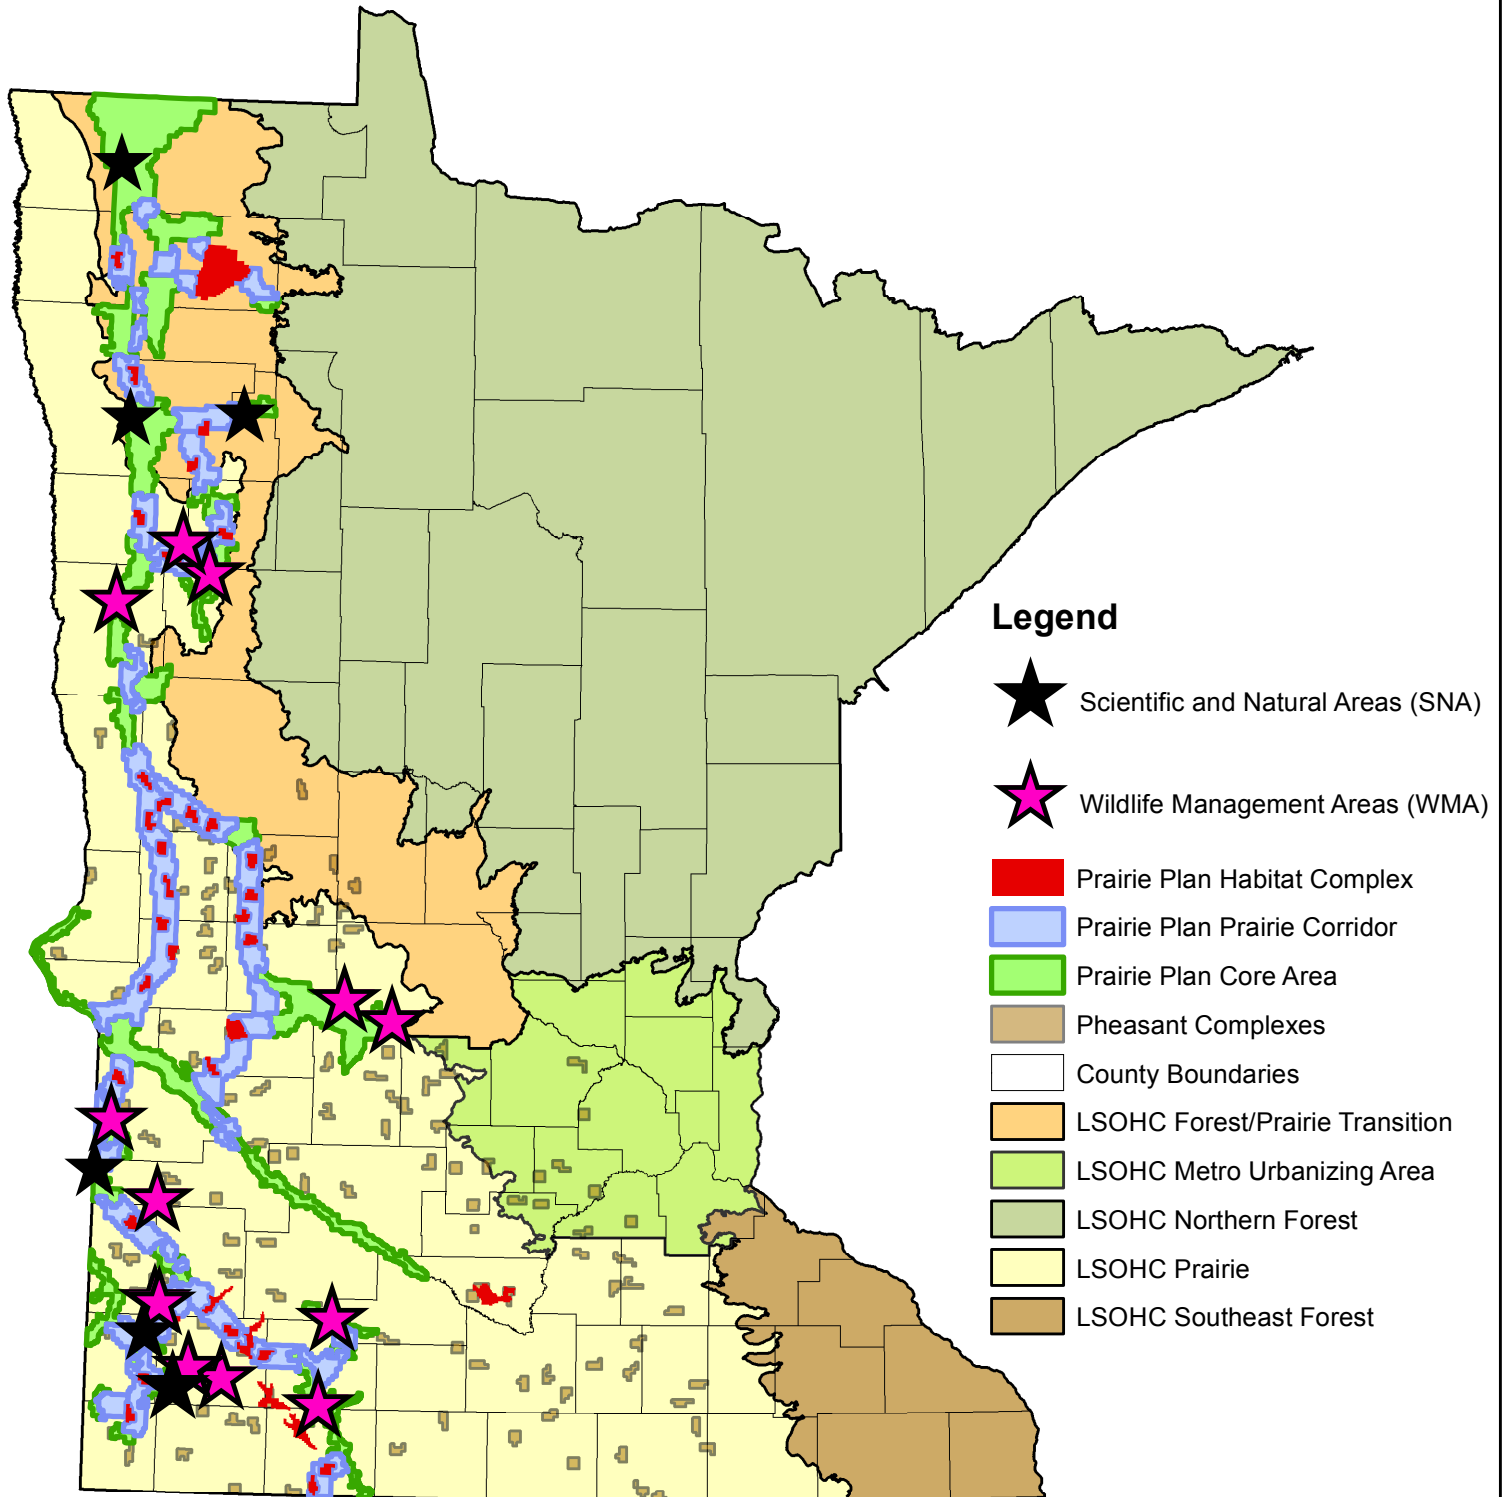 Legend
Scientific and Natural Areas (SNA)
Wildlife Management Areas (WMA)
Prairie Plan Habitat Complex
Prairie Plan Prairie Corridor
Prairie Plan Core Area
Pheasant Complexes
County Boundaries
LSOHC Forest/Prairie Transition
LSOHC Metro Urbanizing Area
LSOHC Northern Forest
LSOHC Prairie
LSOHC Southeast Forest